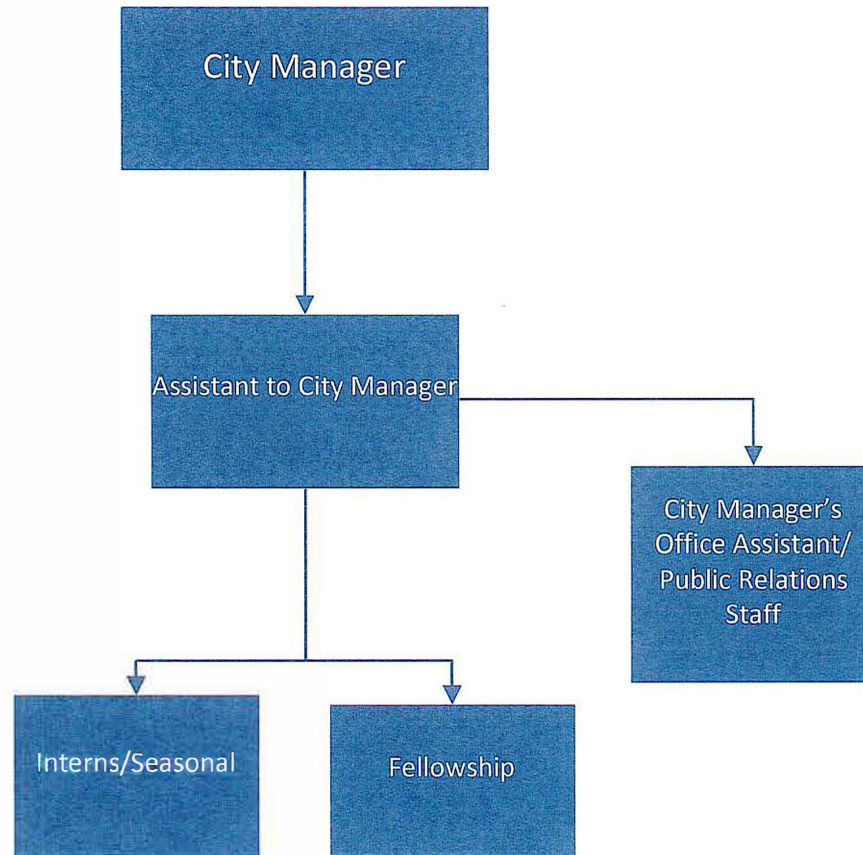 City Manager
Assistant to City Manager
City Manager’s
Office Assistant/
Public Relations
Staff
Interns/Seasonal
Fellowship